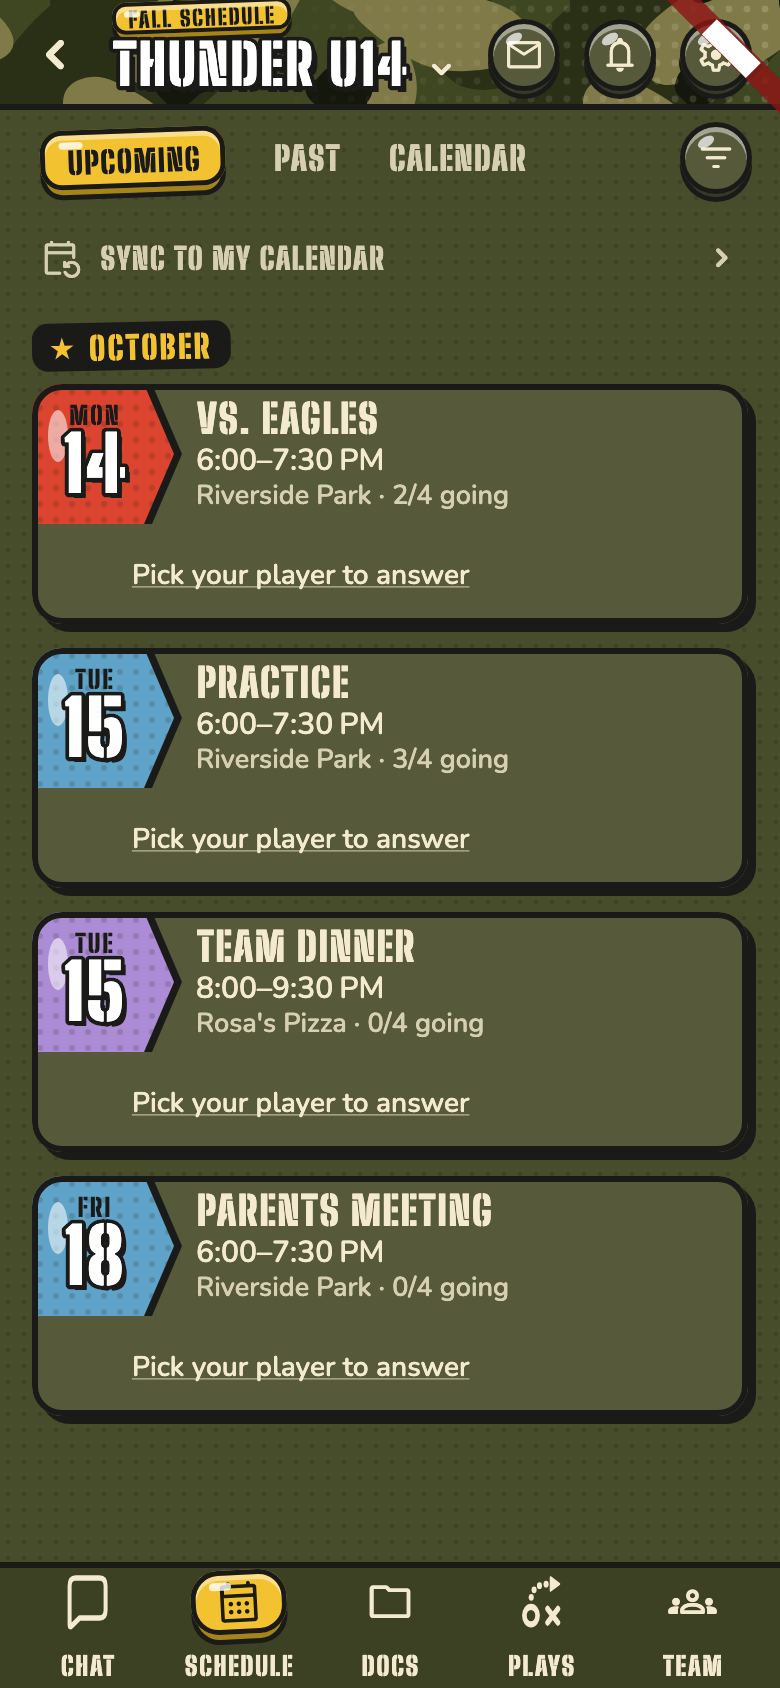 FALL SCHEDULE
THUNDER U14
UPCOMING
PAST
CALENDAR
SYNC TO MY CALENDAR
★ OCTOBER
MON
14
VS. EAGLES
6:00–7:30 PM
Riverside Park · 2/4 going
Pick your player to answer
TUE
15
PRACTICE
6:00–7:30 PM
Riverside Park · 3/4 going
Pick your player to answer
TUE
15
TEAM DINNER
8:00–9:30 PM
Rosa's Pizza · 0/4 going
Pick your player to answer
FRI
18
PARENTS MEETING
6:00–7:30 PM
Riverside Park · 0/4 going
Pick your player to answer
CHAT
SCHEDULE
DOCS
PLAYS
TEAM